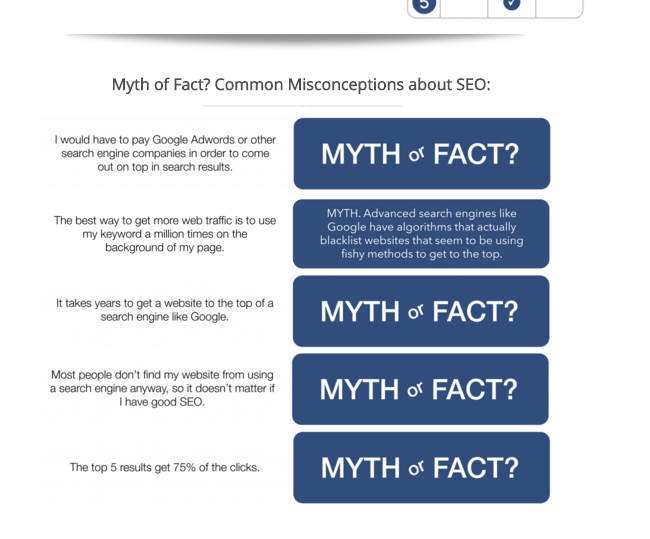 5
Myth of Fact? Common Misconceptions about SEO:
I would have to pay Google Adwords or other
search engine companies in order to come
out on top in search results.
MYTH or FACT?
The best way to get more web traffic is to use
my keyword a million times on the
background of my page.
MYTH. Advanced search engines like
Google have algorithms that actually
blacklist websites that seem to be using
fishy methods to get to the top.
It takes years to get a website to the top of a
search engine like Google.
MYTH or FACT?
Most people don't find my website from using
a search engine anyway, so it doesn't matter if
I have good SEO.
MYTH or FACT?
The top 5 results get 75% of the clicks.
MYTH or FACT?